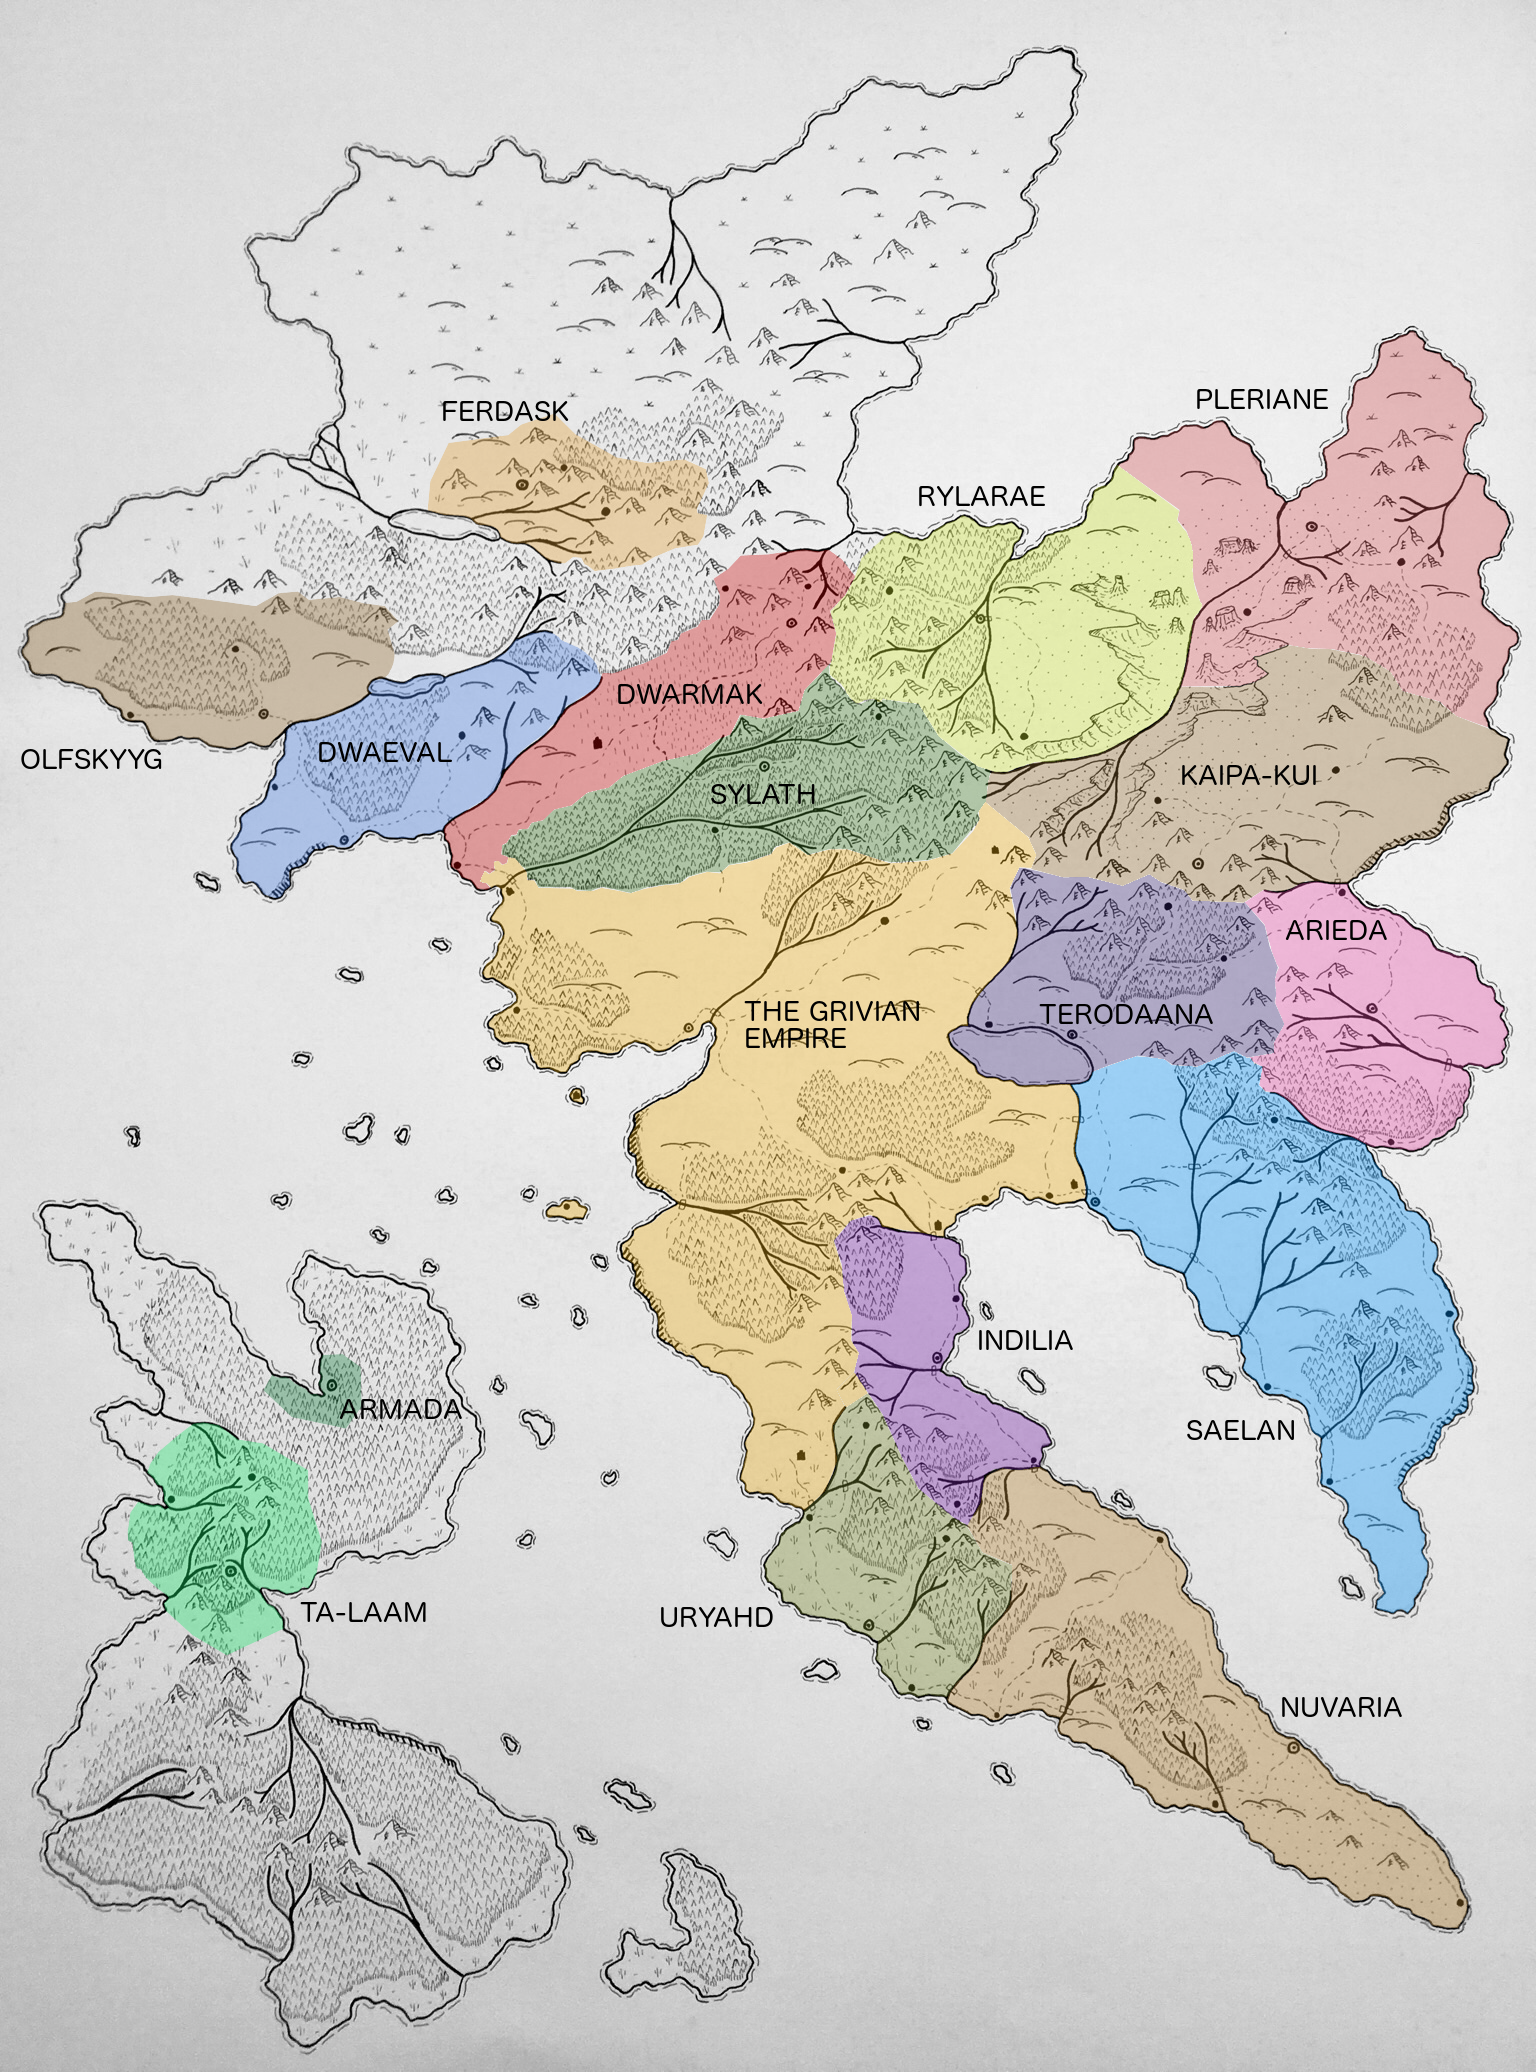 PLERIANE
FERDASK
RYLARAE
DWARMAK
DWAEVAL
OLFSKYYG
KAIPA-KUI
SYLATH
ARIEDA
THE GRIVIAN
EMPIRE
TERODAANA
INDILIA
ARMADA
SAELAN
TA-LAAM
URYAHD
NUVARIA